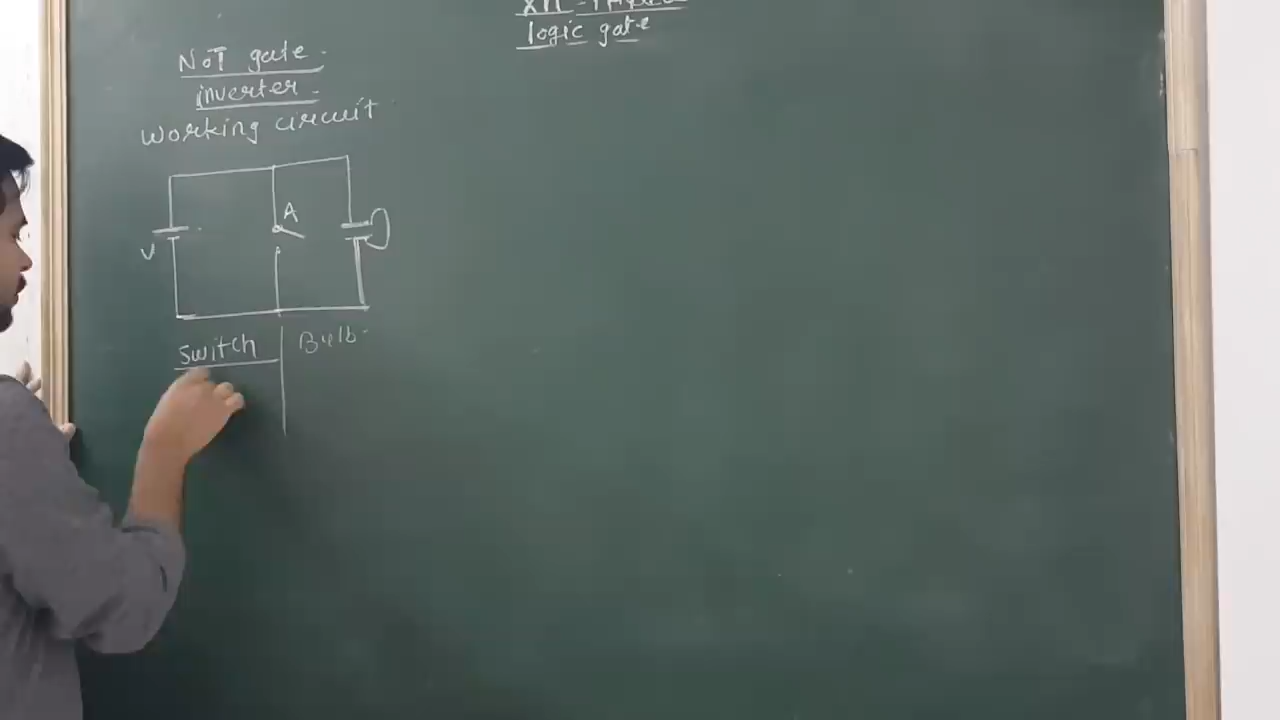 logic gate
NOT gate -
inverter -
working circuit
A
V
Switch Bulb -